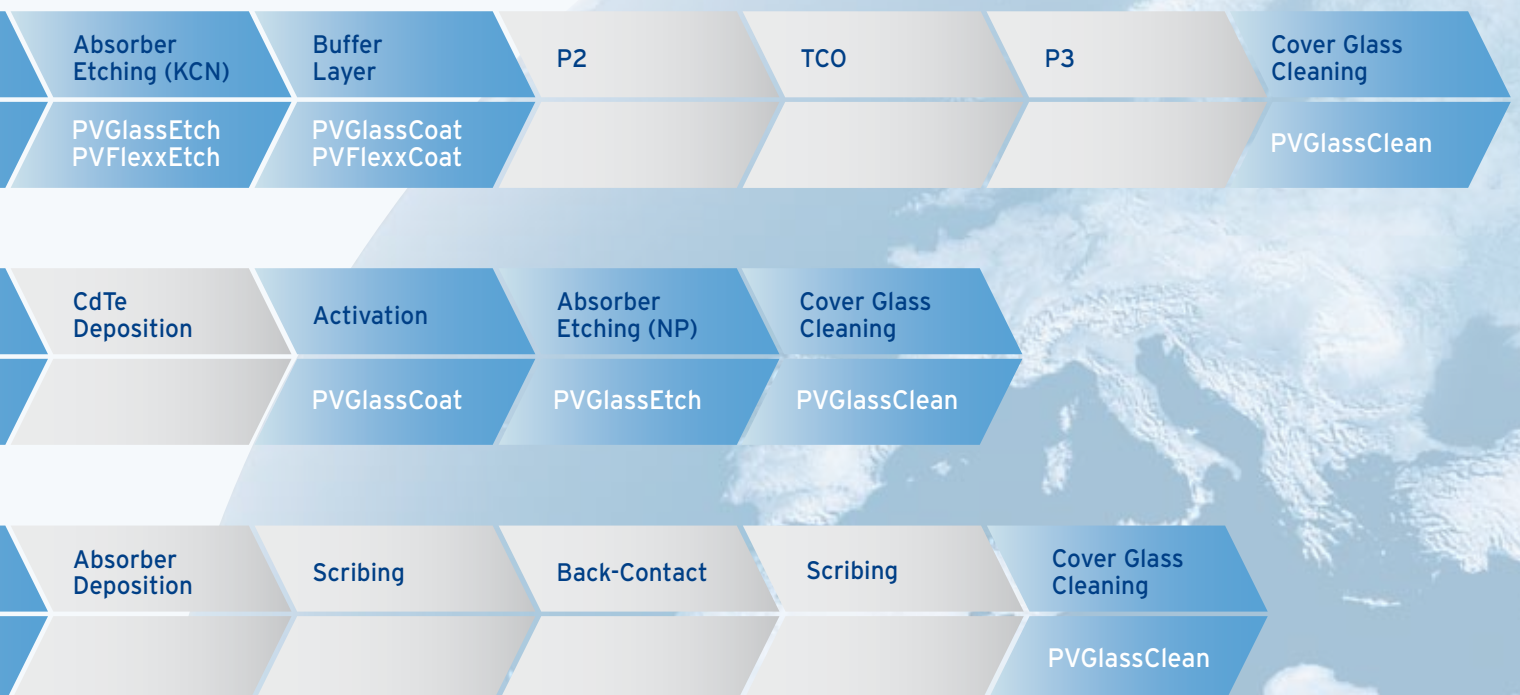 Absorber
Etching (KCN)
Buffer
Layer
P2
TCO
P3
Cover Glass
Cleaning
PVGlassEtch
PVFlexxEtch
PVGlassCoat
PVFlexxCoat
PVGlassClean
CdTe
Deposition
Activation
Absorber
Etching (NP)
Cover Glass
Cleaning
PVGlassCoat
PVGlassEtch
PVGlassClean
Absorber
Deposition
Scribing
Back-Contact
Scribing
Cover Glass
Cleaning
PVGlassClean